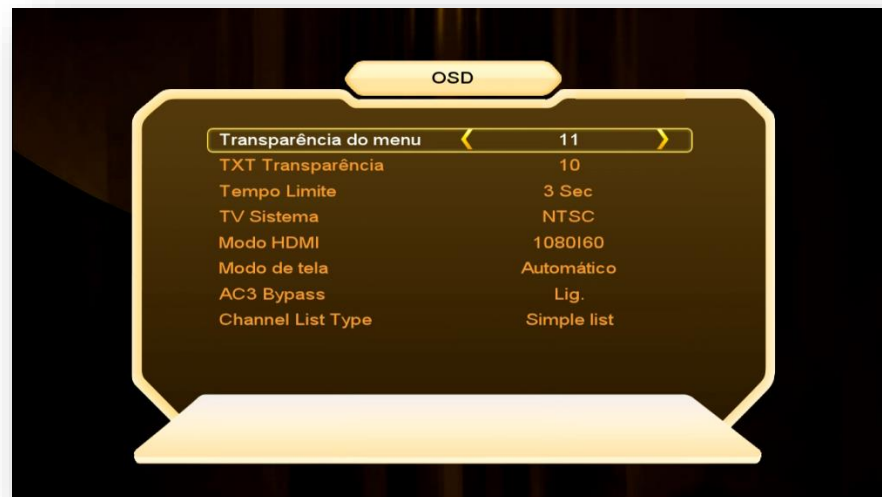 OSD
Transparência do menu 11
TXT Transparência 10
Tempo Limite 3 Sec
TV Sistema NTSC
Modo HDMI 1080I60
Modo de tela Automático
AC3 Bypass Lig.
Channel List Type Simple list